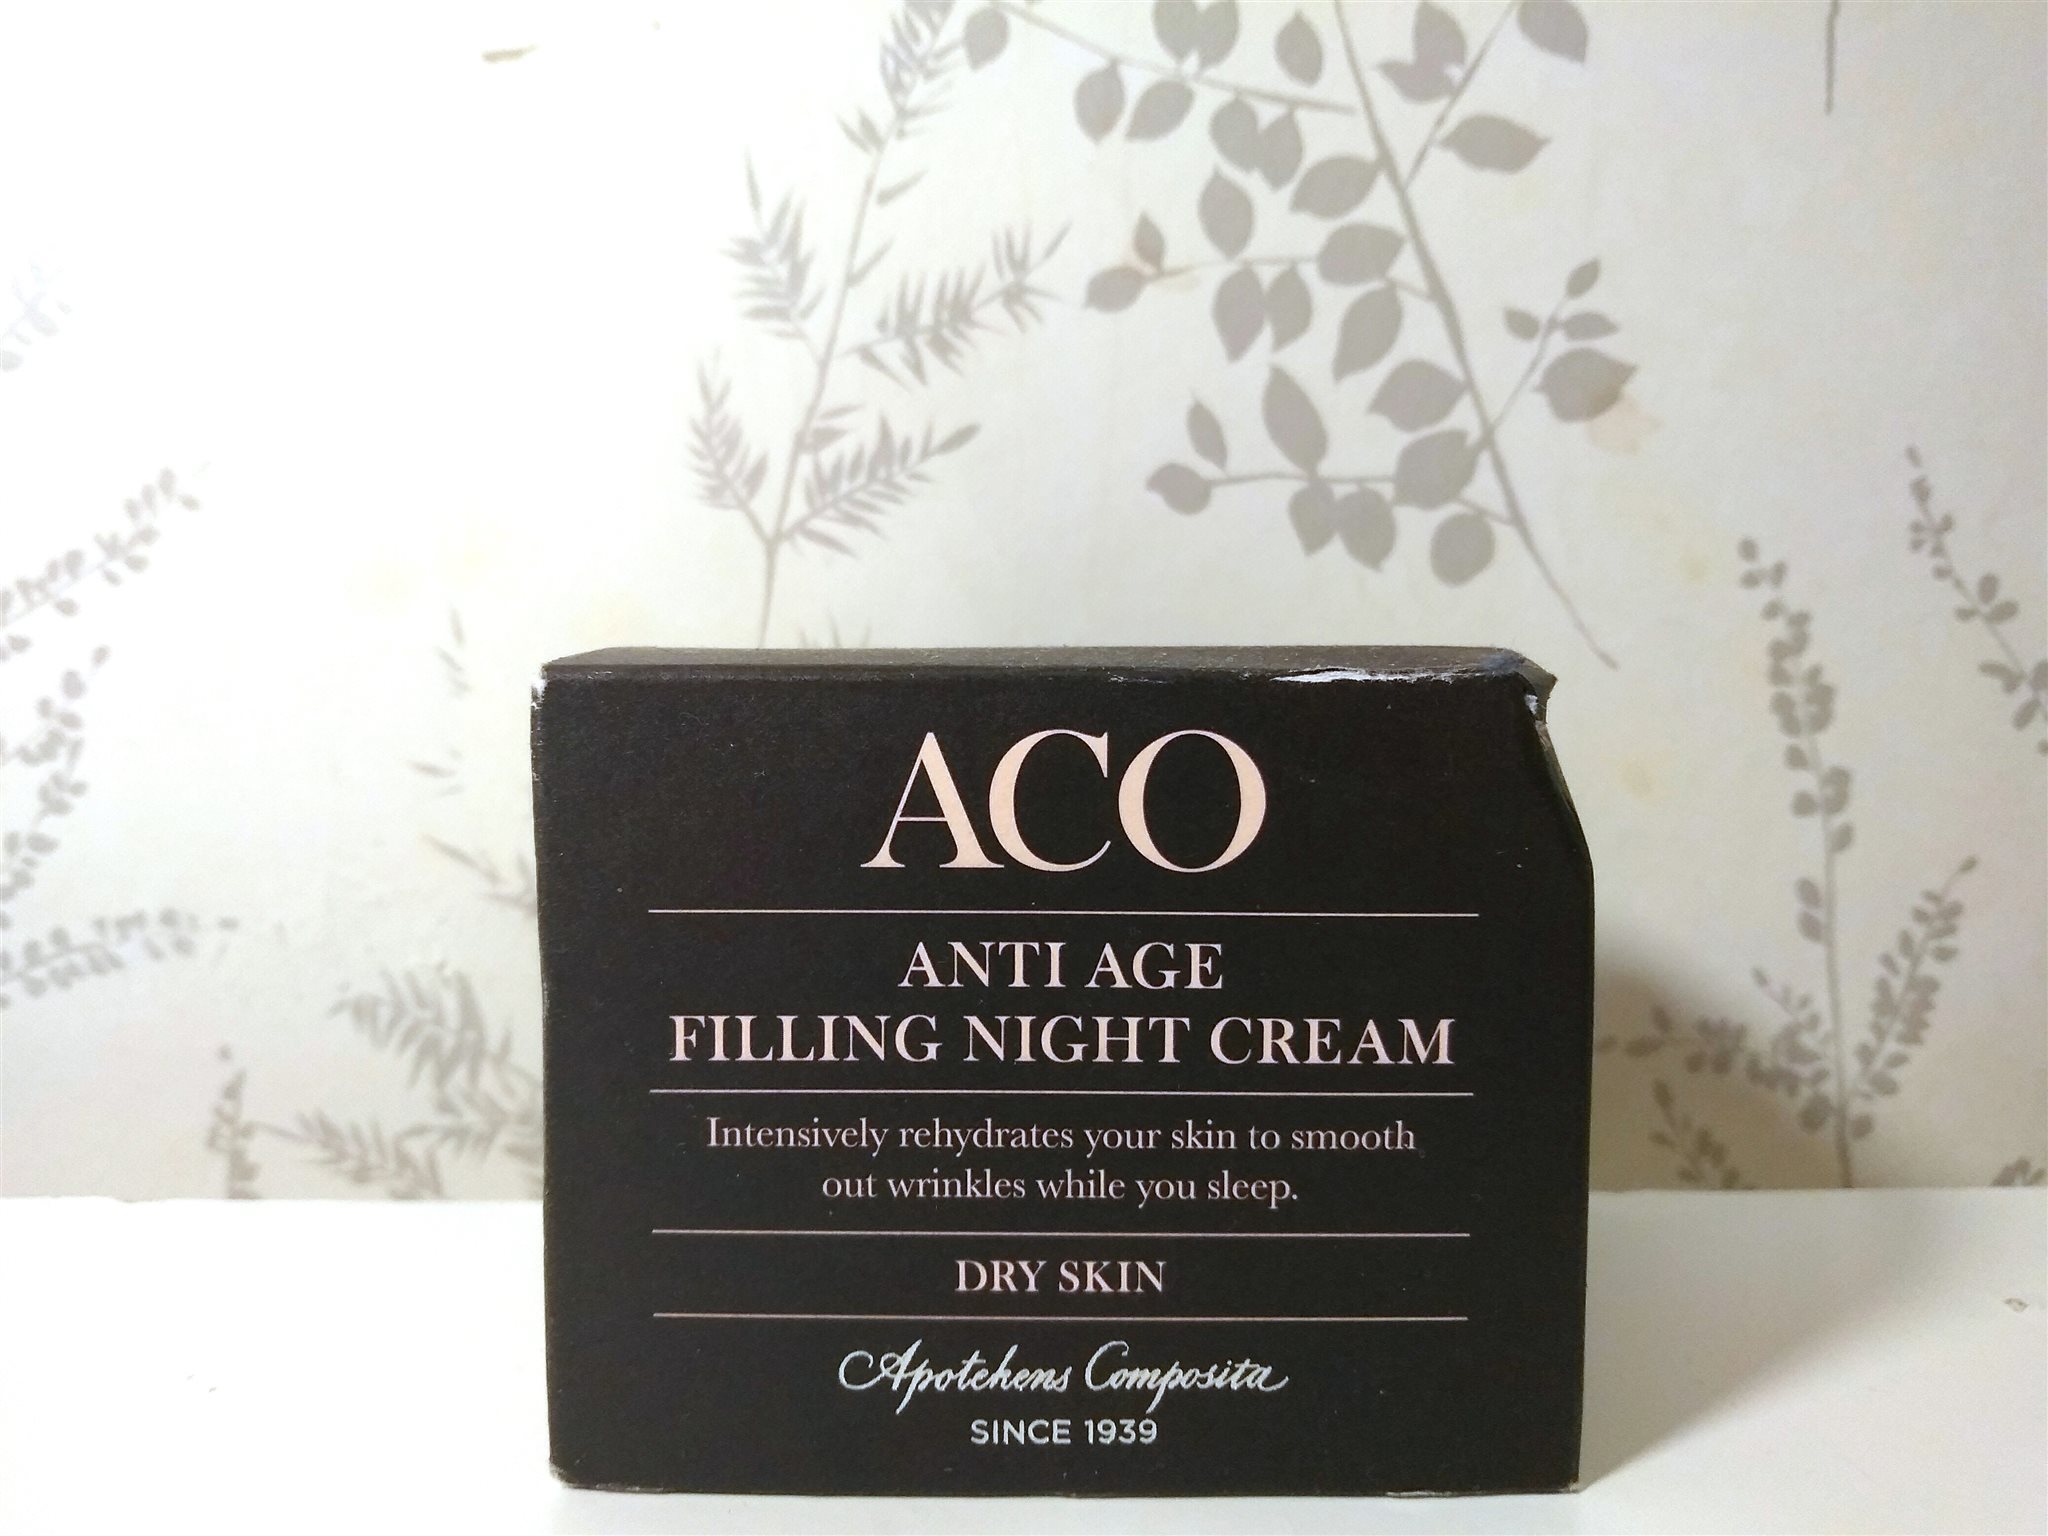 ACO
ANTI AGE
FILLING NIGHT CREAM
Intensively rehydrates your skin to smooth
out wrinkles while you sleep.
DRY SKIN
Apotekens Composita
SINCE 1939